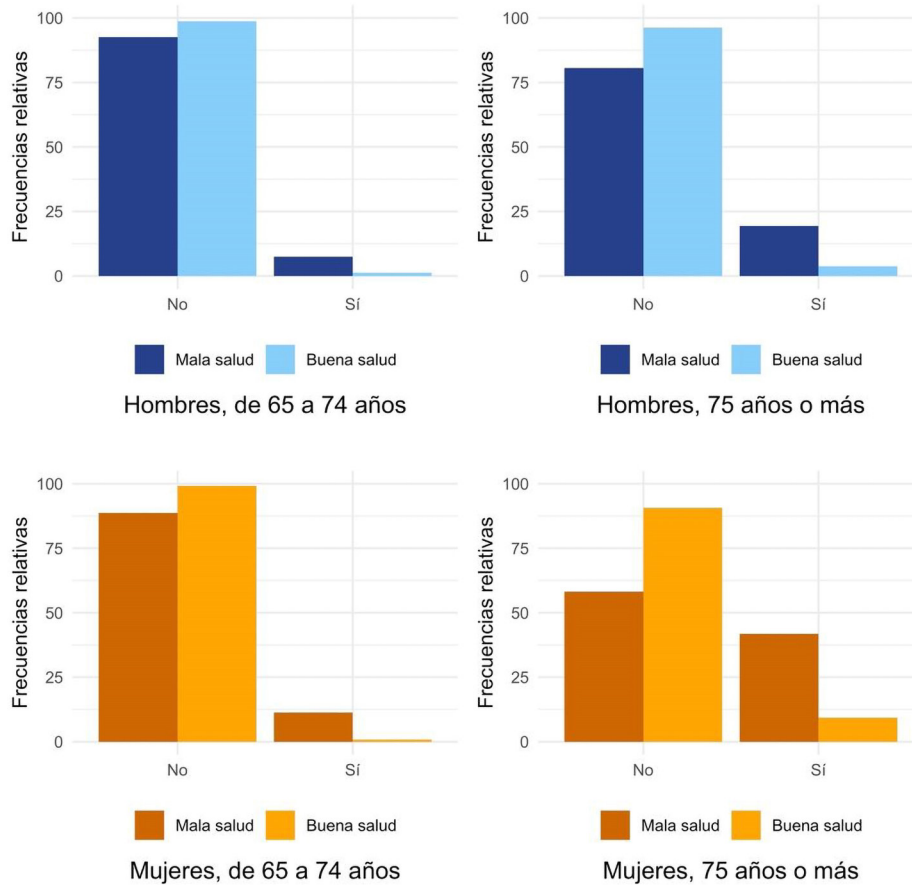 Frecuencias relativas
100
75
50
25
0
No
Sí
Mala salud
Buena salud
Hombres, de 65 a 74 años
Frecuencias relativas
100
75
50
25
0
No
Sí
Mala salud
Buena salud
Hombres, 75 años o más
Frecuencias relativas
100
75
50
25
0
No
Sí
Mala salud
Buena salud
Mujeres, de 65 a 74 años
Frecuencias relativas
100
75
50
25
0
No
Sí
Mala salud
Buena salud
Mujeres, 75 años o más